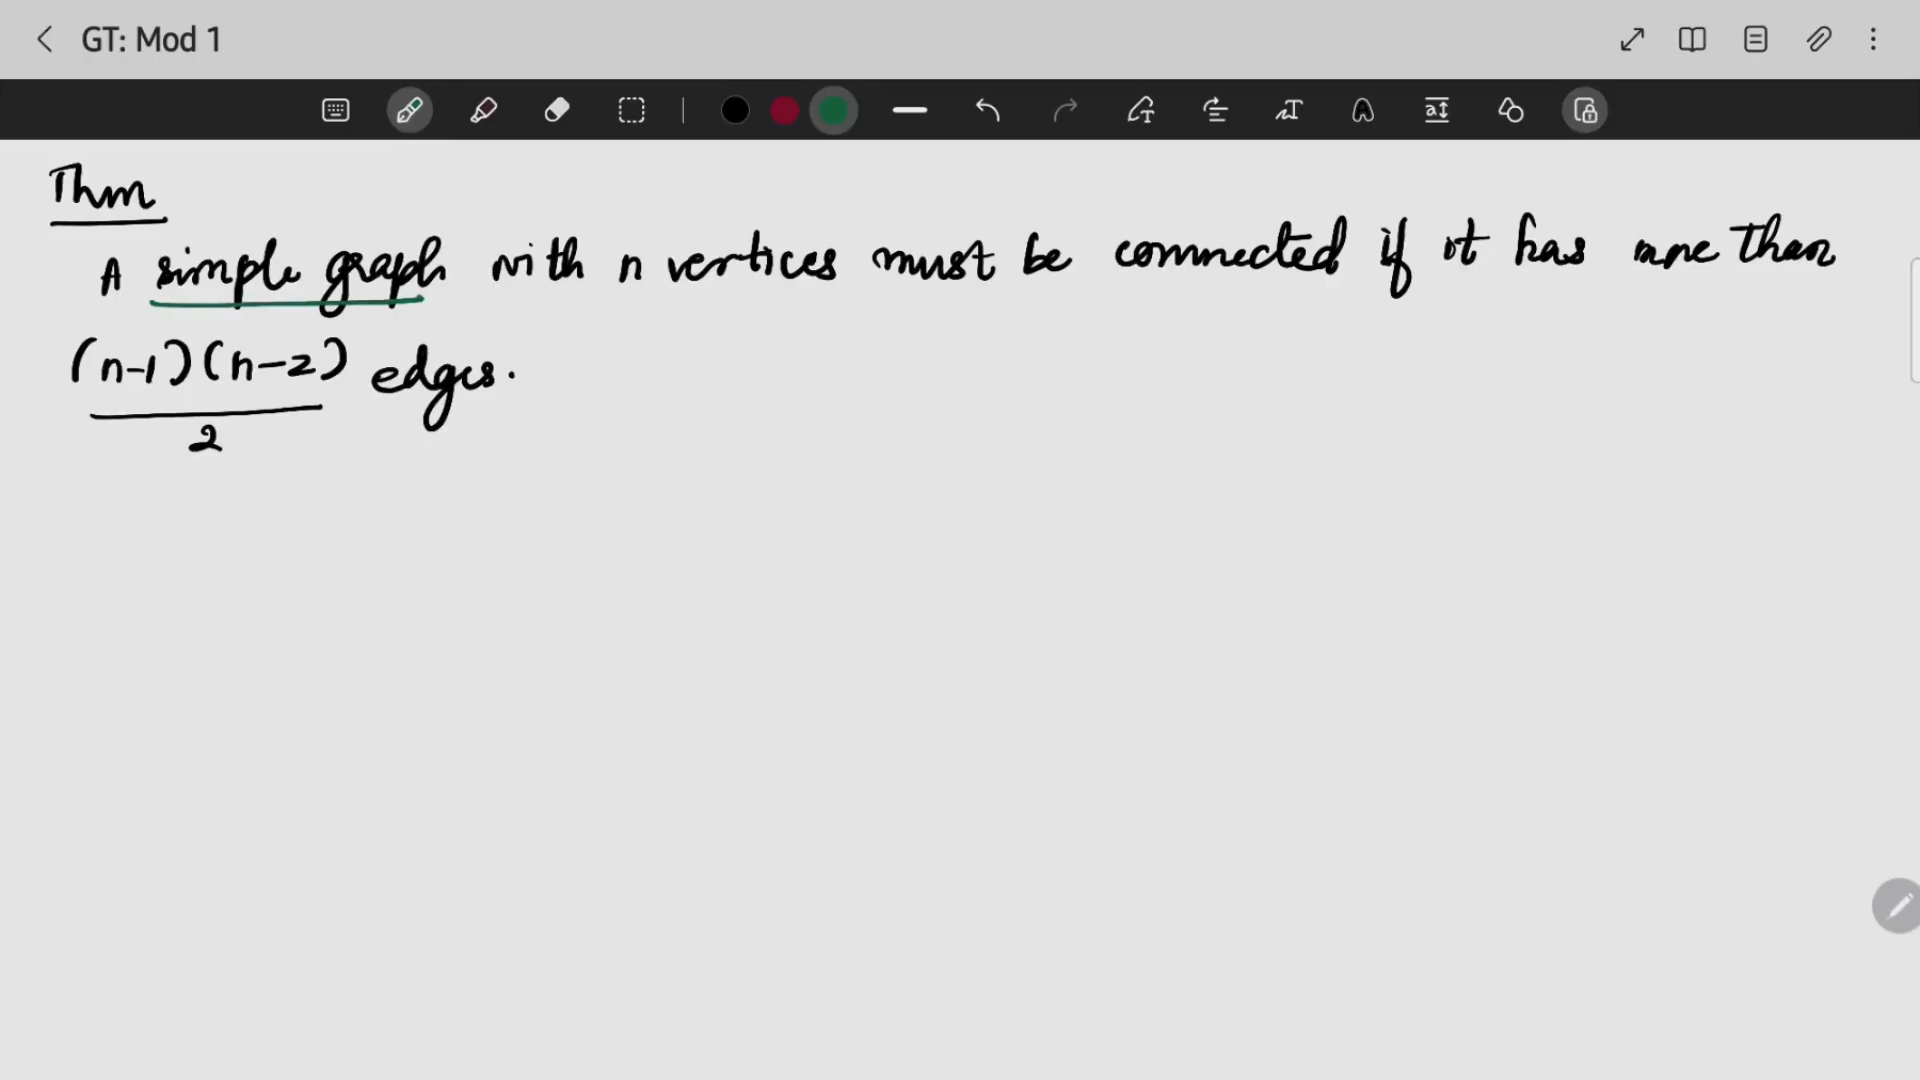 GT: Mod 1
Thm
A simple graph with n vertices must be connected if it has more than
(n-1)(n-2) edges.
2